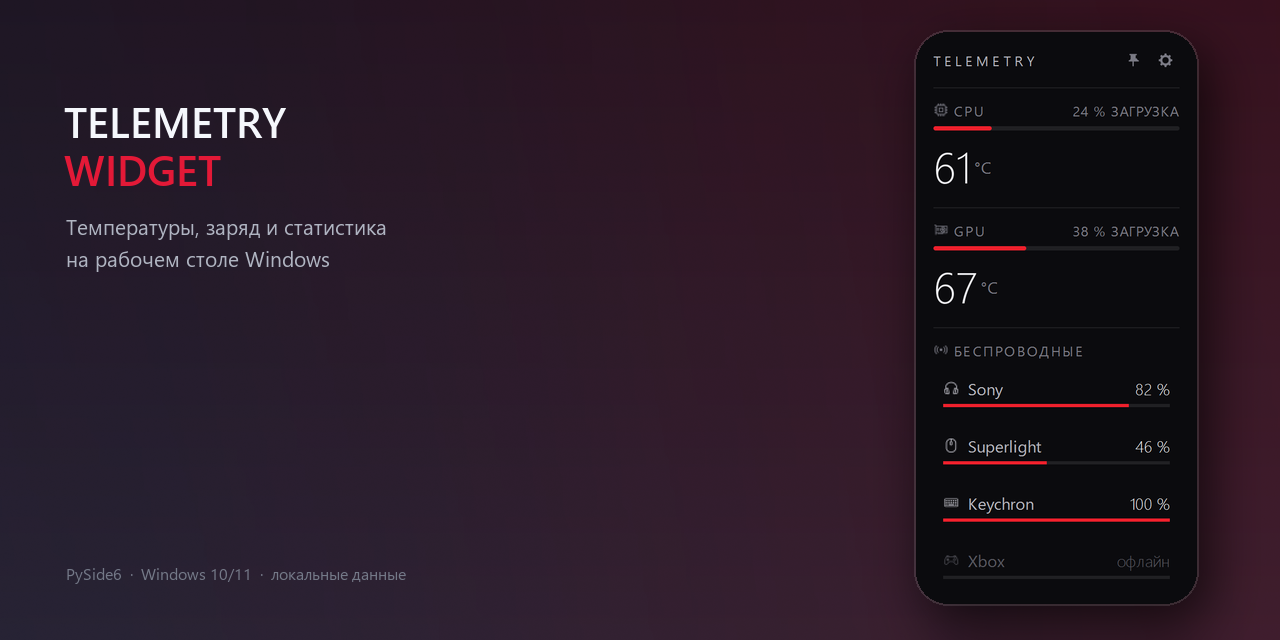 TELEMETRY
WIDGET
Температуры, заряд и статистика
на рабочем столе Windows
PySide6 · Windows 10/11 · локальные данные
TELEMETRY
CPU 24 % ЗАГРУЗКА
61 °C
GPU 38 % ЗАГРУЗКА
67 °C
БЕСПРОВОДНЫЕ
Sony 82 %
Superlight 46 %
Keychron 100 %
Xbox офлайн